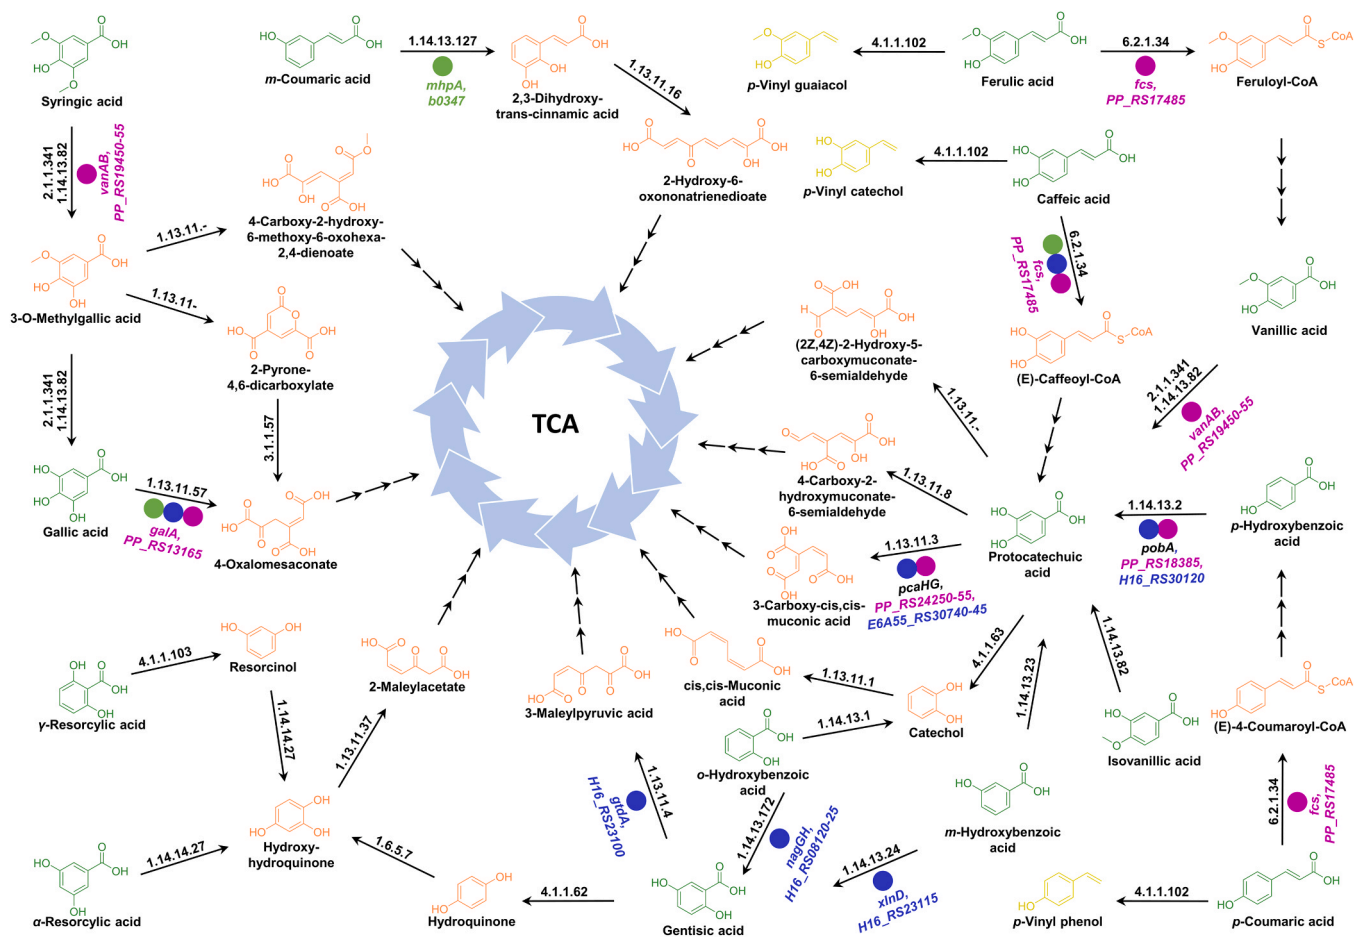 Syringic acid
2.1.1.341
1.14.13.82
vanAB,
PP_RS19450-55
m-Coumaric acid
1.14.13.127
mhpA,
b0347
2,3-Dihydroxy-
trans-cinnamic acid
1.13.11.16
2-Hydroxy-6-
oxononatrienedioate
p-Vinyl guaiacol
4.1.1.102
Ferulic acid
6.2.1.34
fcs,
PP_RS17485
Feruloyl-CoA
p-Vinyl catechol
4.1.1.102
Caffeic acid
6.2.1.34
fcs,
PP_RS17485
(E)-Caffeoyl-CoA
Vanillic acid
2.1.1.341
1.14.13.82
vanAB,
PP_RS19450-55
3-O-Methylgallic acid
1.13.11.-
4-Carboxy-2-hydroxy-
6-methoxy-6-oxohexa-
2,4-dienoate
1.13.11-
2-Pyrone-
4,6-dicarboxylate
3.1.1.57
2.1.1.341
1.14.13.82
Gallic acid
1.13.11.57
galA,
PP_RS13165
4-Oxalomesaconate
TCA
(2Z,4Z)-2-Hydroxy-5-
carboxymuconate-
6-semialdehyde
1.13.11.-
4-Carboxy-2-
hydroxymuconate-
6-semialdehyde
1.13.11.8
3-Carboxy-cis,cis-
muconic acid
1.13.11.3
pcaHG,
PP_RS24250-55,
E6A55_RS30740-45
Protocatechuic
acid
1.14.13.2
pobA,
PP_RS18385,
H16_RS30120
p-Hydroxybenzoic
acid
γ-Resorcylic acid
4.1.1.103
Resorcinol
1.14.14.27
2-Maleylacetate
1.13.11.37
3-Maleylpyruvic acid
cis,cis-Muconic
acid
1.13.11.1
Catechol
4.1.1.63
1.14.13.23
1.14.13.82
Isovanillic acid
(E)-4-Coumaroyl-CoA
6.2.1.34
fcs,
PP_RS17485
o-Hydroxybenzoic
acid
1.14.13.1
1.14.13.172
nagGH,
H16_RS08120-25
1.13.11.4
gtdA,
H16_RS23100
m-Hydroxybenzoic
acid
1.14.13.24
xlnD,
H16_RS23115
α-Resorcylic acid
1.14.14.27
Hydroxy-
hydroquinone
1.6.5.7
Hydroquinone
4.1.1.62
Gentisic acid
p-Vinyl phenol
4.1.1.102
p-Coumaric acid